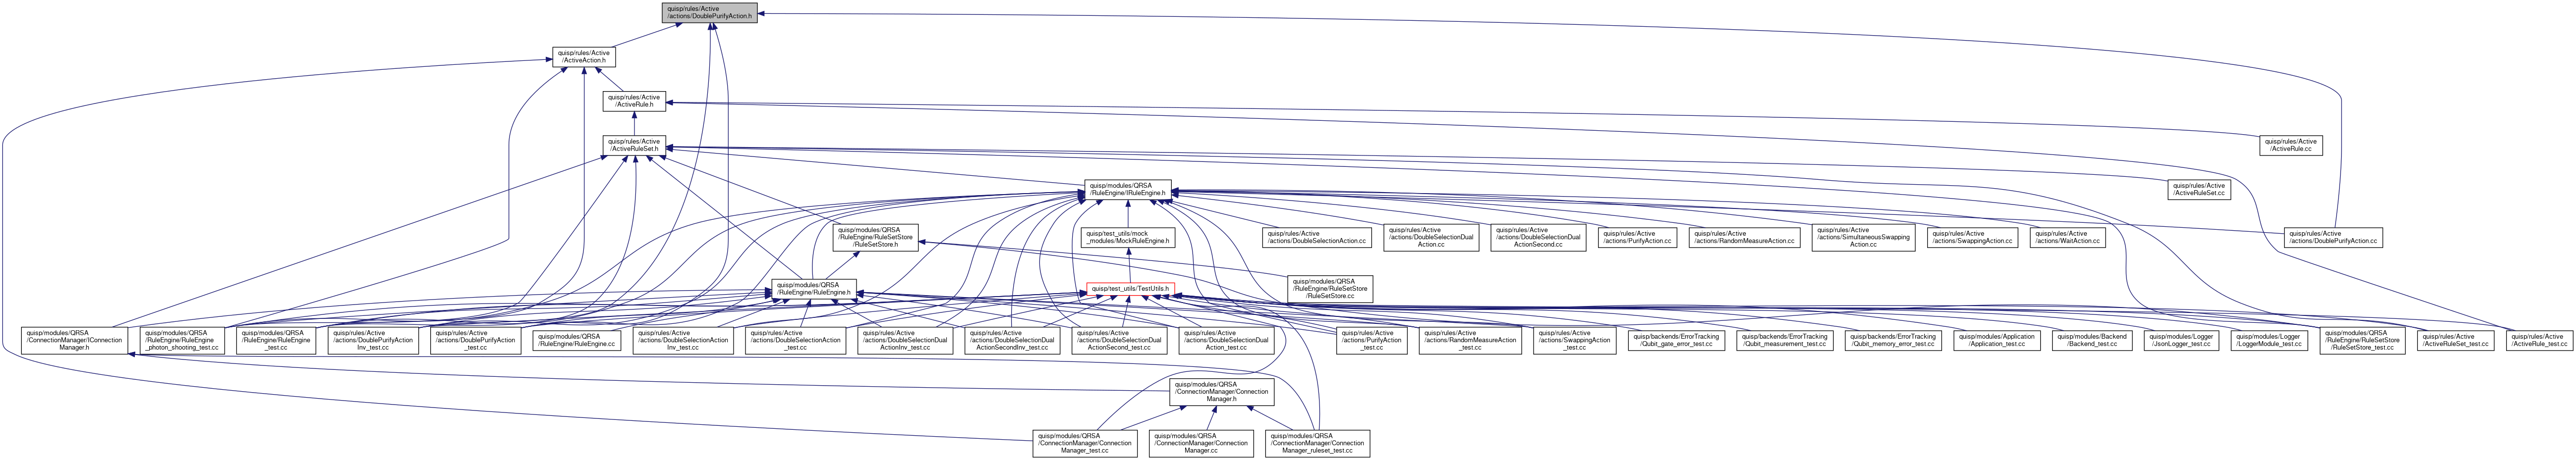 quisp/rules/Active
/actions/DoublePurifyAction.h
quisp/rules/Active
/ActiveAction.h
quisp/rules/Active
/ActiveRule.h
quisp/rules/Active
/ActiveRuleSet.h
quisp/rules/Active
/ActiveRule.cc
quisp/modules/QRSA
/RuleEngine/IRuleEngine.h
quisp/rules/Active
/ActiveRuleSet.cc
quisp/modules/QRSA
/RuleEngine/RuleSetStore
/RuleSetStore.h
quisp/test_utils/mock
_modules/MockRuleEngine.h
quisp/rules/Active
/actions/DoubleSelectionAction.cc
quisp/rules/Active
/actions/DoubleSelectionDual
Action.cc
quisp/rules/Active
/actions/DoubleSelectionDual
ActionSecond.cc
quisp/rules/Active
/actions/PurifyAction.cc
quisp/rules/Active
/actions/RandomMeasureAction.cc
quisp/rules/Active
/actions/SimultaneousSwapping
Action.cc
quisp/rules/Active
/actions/SwappingAction.cc
quisp/rules/Active
/actions/WaitAction.cc
quisp/rules/Active
/actions/DoublePurifyAction.cc
quisp/modules/QRSA
/RuleEngine/RuleEngine.h
quisp/test_utils/TestUtils.h
quisp/modules/QRSA
/RuleEngine/RuleSetStore
/RuleSetStore.cc
quisp/modules/QRSA
/ConnectionManager/IConnection
Manager.h
quisp/modules/QRSA
/RuleEngine/RuleEngine
_photon_shooting_test.cc
quisp/modules/QRSA
/RuleEngine/RuleEngine
_test.cc
quisp/rules/Active
/actions/DoublePurifyAction
Inv_test.cc
quisp/rules/Active
/actions/DoublePurifyAction
_test.cc
quisp/modules/QRSA
/RuleEngine/RuleEngine.cc
quisp/rules/Active
/actions/DoubleSelectionAction
Inv_test.cc
quisp/rules/Active
/actions/DoubleSelectionAction
_test.cc
quisp/rules/Active
/actions/DoubleSelectionDual
ActionInv_test.cc
quisp/rules/Active
/actions/DoubleSelectionDual
ActionSecondInv_test.cc
quisp/rules/Active
/actions/DoubleSelectionDual
ActionSecond_test.cc
quisp/rules/Active
/actions/DoubleSelectionDual
Action_test.cc
quisp/rules/Active
/actions/PurifyAction
_test.cc
quisp/rules/Active
/actions/RandomMeasureAction
_test.cc
quisp/rules/Active
/actions/SwappingAction
_test.cc
quisp/backends/ErrorTracking
/Qubit_gate_error_test.cc
quisp/backends/ErrorTracking
/Qubit_measurement_test.cc
quisp/backends/ErrorTracking
/Qubit_memory_error_test.cc
quisp/modules/Application
/Application_test.cc
quisp/modules/Backend
/Backend_test.cc
quisp/modules/Logger
/JsonLogger_test.cc
quisp/modules/Logger
/LoggerModule_test.cc
quisp/modules/QRSA
/RuleEngine/RuleSetStore
/RuleSetStore_test.cc
quisp/rules/Active
/ActiveRuleSet_test.cc
quisp/rules/Active
/ActiveRule_test.cc
quisp/modules/QRSA
/ConnectionManager/Connection
Manager.h
quisp/modules/QRSA
/ConnectionManager/Connection
Manager_test.cc
quisp/modules/QRSA
/ConnectionManager/Connection
Manager.cc
quisp/modules/QRSA
/ConnectionManager/Connection
Manager_ruleset_test.cc